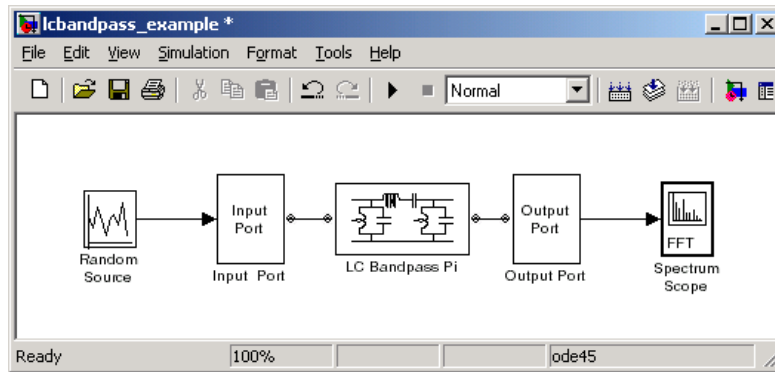 lcbandpass_example *
File Edit View Simulation Format Tools Help
Normal
Input
Port
Output
Port
FFT
Random
Source
Input Port
LC Bandpass Pi
Output Port
Spectrum
Scope
Ready 100% ode45